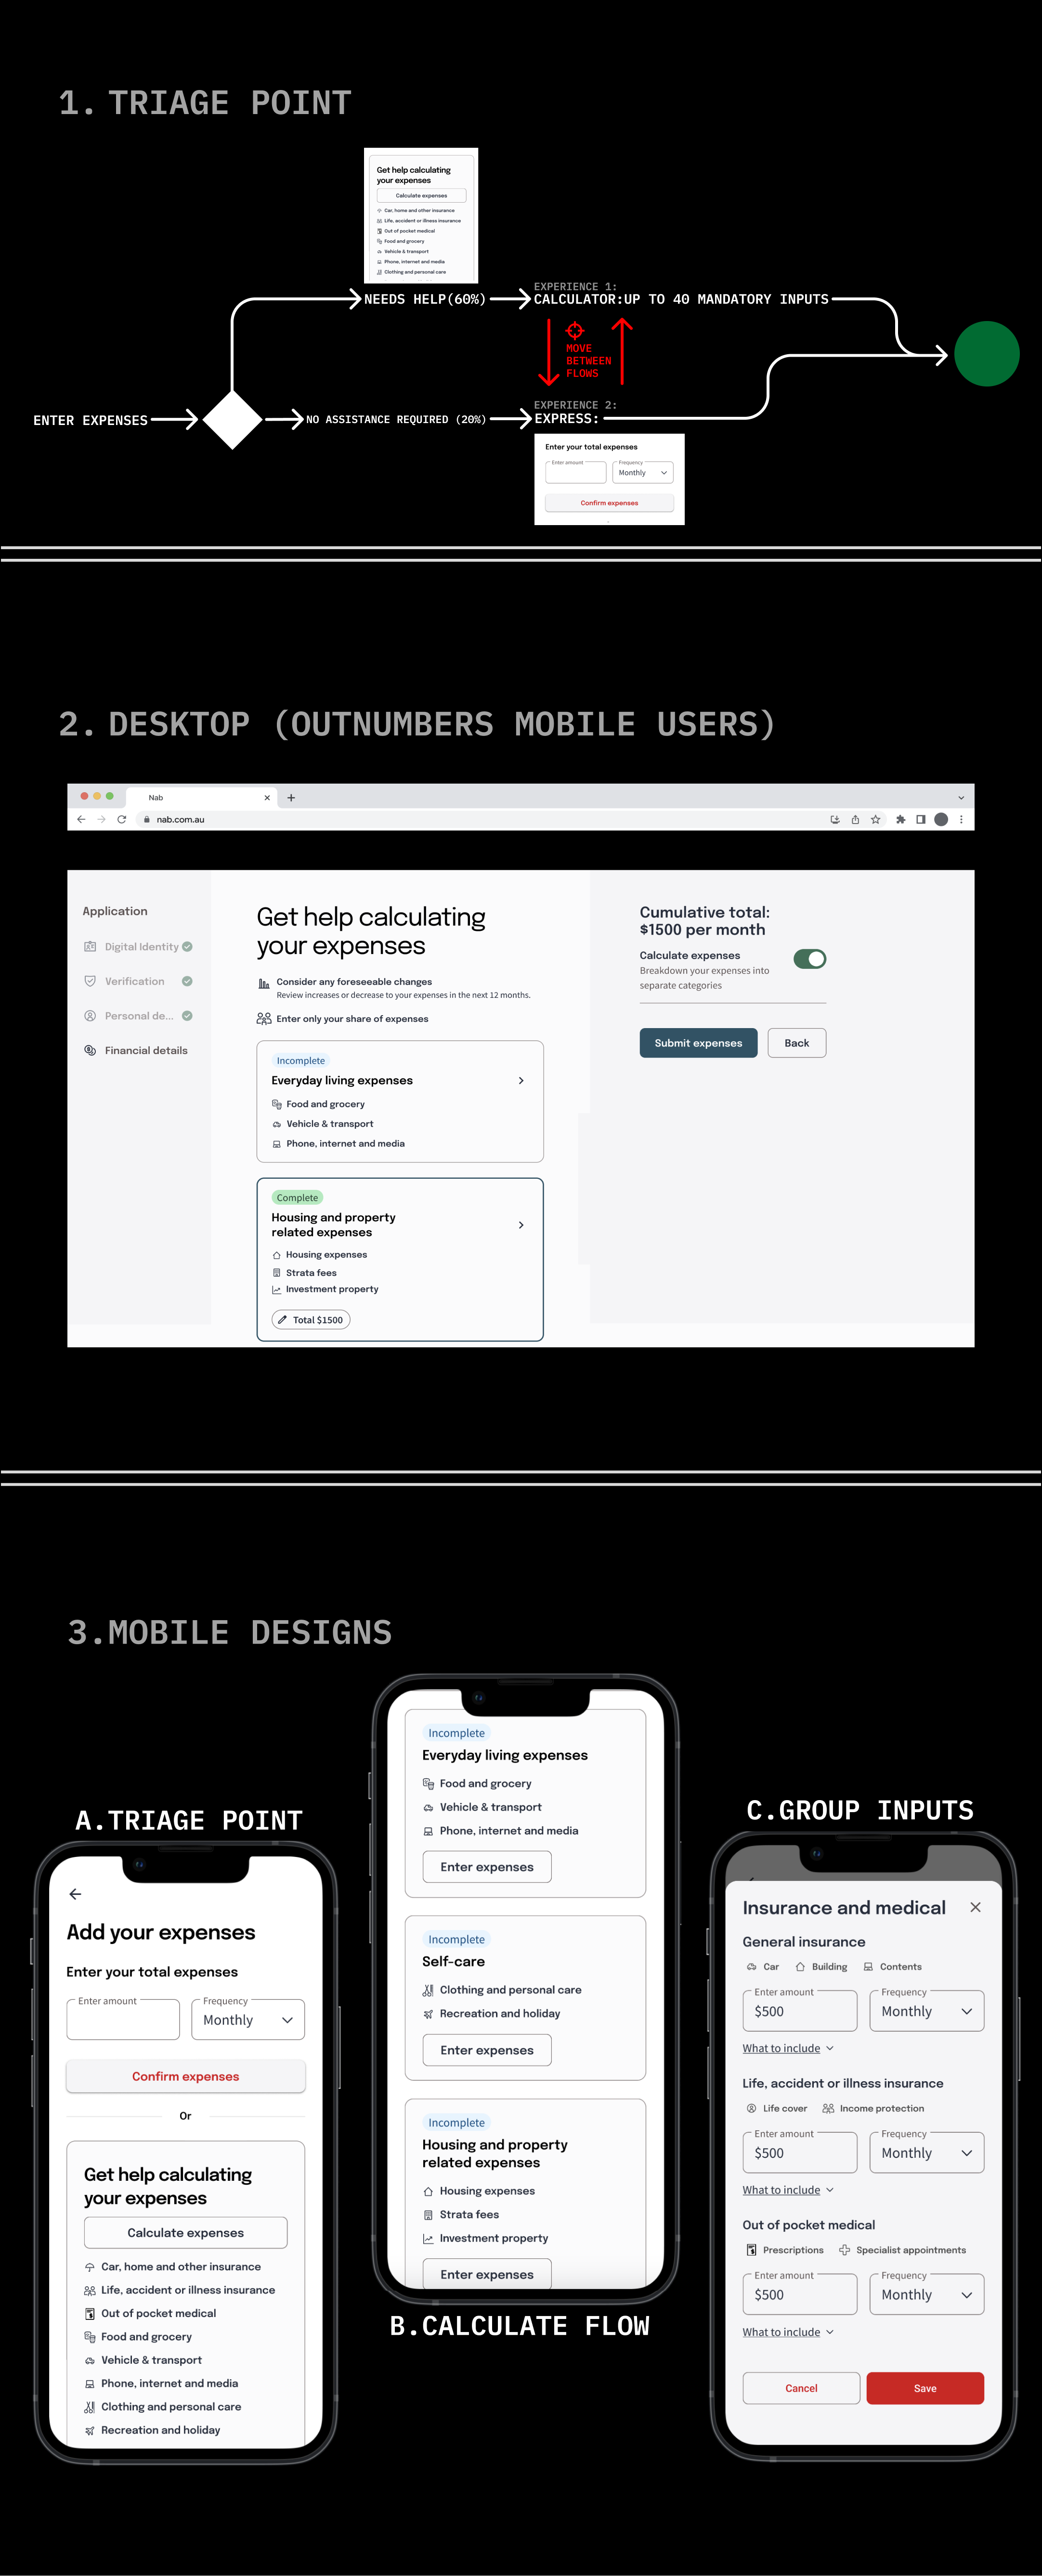 1. TRIAGE POINT
Get help calculating
your expenses
Calculate expenses
Car, home and other insurance
Life, accident or illness insurance
Out of pocket medical
Food and grocery
Vehicle & transport
Phone, internet and media
Clothing and personal care
NEEDS HELP(60%)
EXPERIENCE 1:
CALCULATOR:UP TO 40 MANDATORY INPUTS
MOVE
BETWEEN
FLOWS
ENTER EXPENSES
NO ASSISTANCE REQUIRED (20%)
EXPERIENCE 2:
EXPRESS:
Enter your total expenses
Enter amount
Frequency
Monthly
Confirm expenses
2. DESKTOP (OUTNUMBERS MOBILE USERS)
Nab
nab.com.au
Application
Digital Identity
Verification
Personal de...
Financial details
Get help calculating
your expenses
Consider any foreseeable changes
Review increases or decrease to your expenses in the next 12 months.
Enter only your share of expenses
Incomplete
Everyday living expenses
Food and grocery
Vehicle & transport
Phone, internet and media
Complete
Housing and property
related expenses
Housing expenses
Strata fees
Investment property
Total $1500
Cumulative total:
$1500 per month
Calculate expenses
Breakdown your expenses into
separate categories
Submit expenses
Back
3.MOBILE DESIGNS
A.TRIAGE POINT
Add your expenses
Enter your total expenses
Enter amount
Frequency
Monthly
Confirm expenses
Or
Get help calculating
your expenses
Calculate expenses
Car, home and other insurance
Life, accident or illness insurance
Out of pocket medical
Food and grocery
Vehicle & transport
Phone, internet and media
Clothing and personal care
Recreation and holiday
Incomplete
Everyday living expenses
Food and grocery
Vehicle & transport
Phone, internet and media
Enter expenses
Incomplete
Self-care
Clothing and personal care
Recreation and holiday
Enter expenses
Incomplete
Housing and property
related expenses
Housing expenses
Strata fees
Investment property
Enter expenses
B.CALCULATE FLOW
C.GROUP INPUTS
Insurance and medical
General insurance
Car
Building
Contents
Enter amount
$500
Frequency
Monthly
What to include
Life, accident or illness insurance
Life cover
Income protection
Enter amount
$500
Frequency
Monthly
What to include
Out of pocket medical
Prescriptions
Specialist appointments
Enter amount
$500
Frequency
Monthly
What to include
Cancel
Save